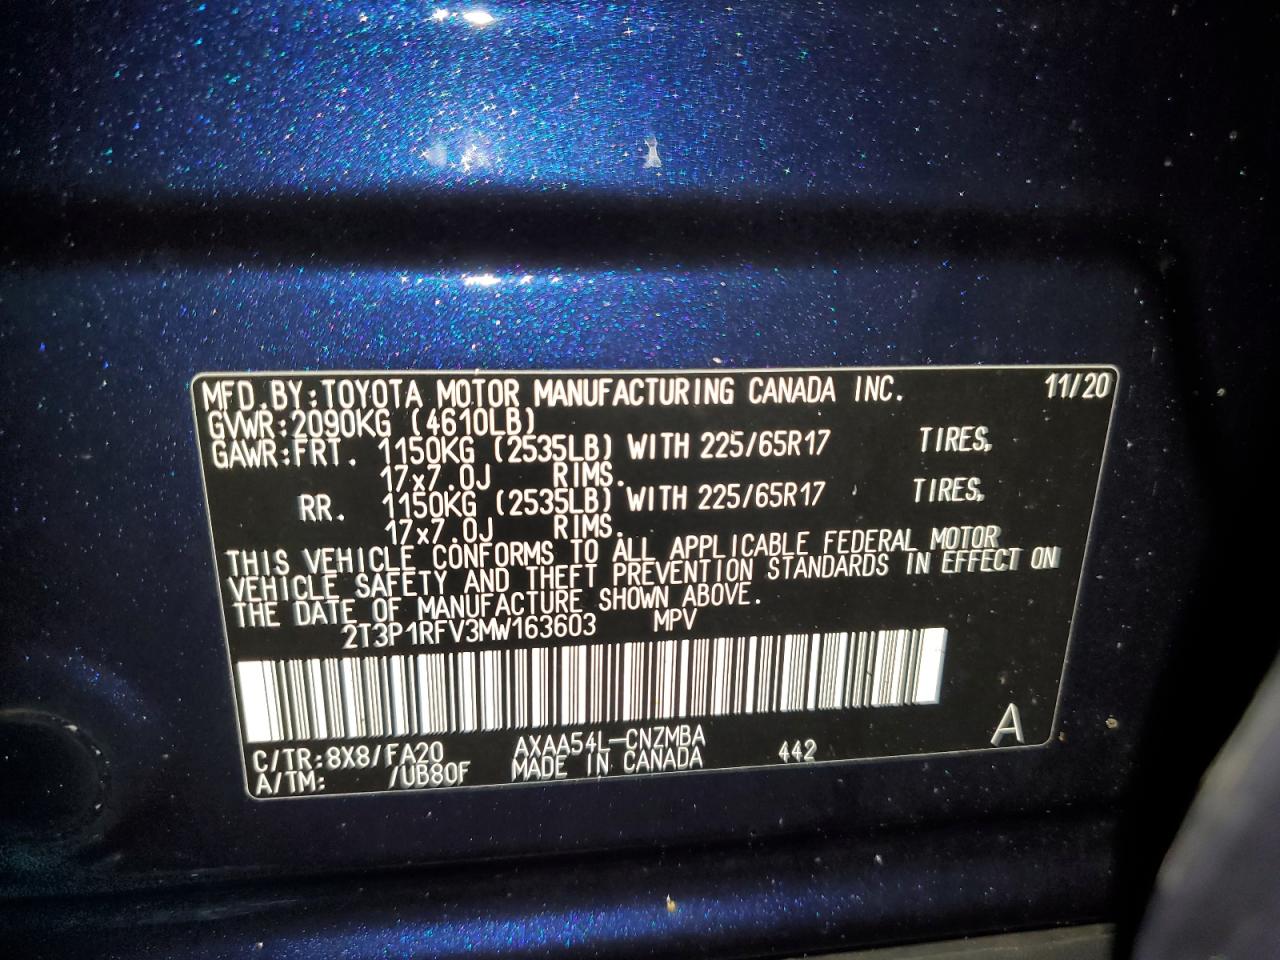 MFD.BY:TOYOTA MOTOR MANUFACTURING CANADA INC. 11/20
GVWR:2090KG (4610LB)
GAWR:FRT. 1150KG (2535LB) WITH 225/65R17 TIRES,
17x7.0J RIMS.
RR. 1150KG (2535LB) WITH 225/65R17 TIRES,
17x7.0J RIMS.
THIS VEHICLE CONFORMS TO ALL APPLICABLE FEDERAL MOTOR
VEHICLE SAFETY AND THEFT PREVENTION STANDARDS IN EFFECT ON
THE DATE OF MANUFACTURE SHOWN ABOVE.
2T3P1RFV3MW163603 MPV
C/TR:8X8/FA20 AXAA54L-CNZMBA 442 A
A/TM: /UB80F MADE IN CANADA